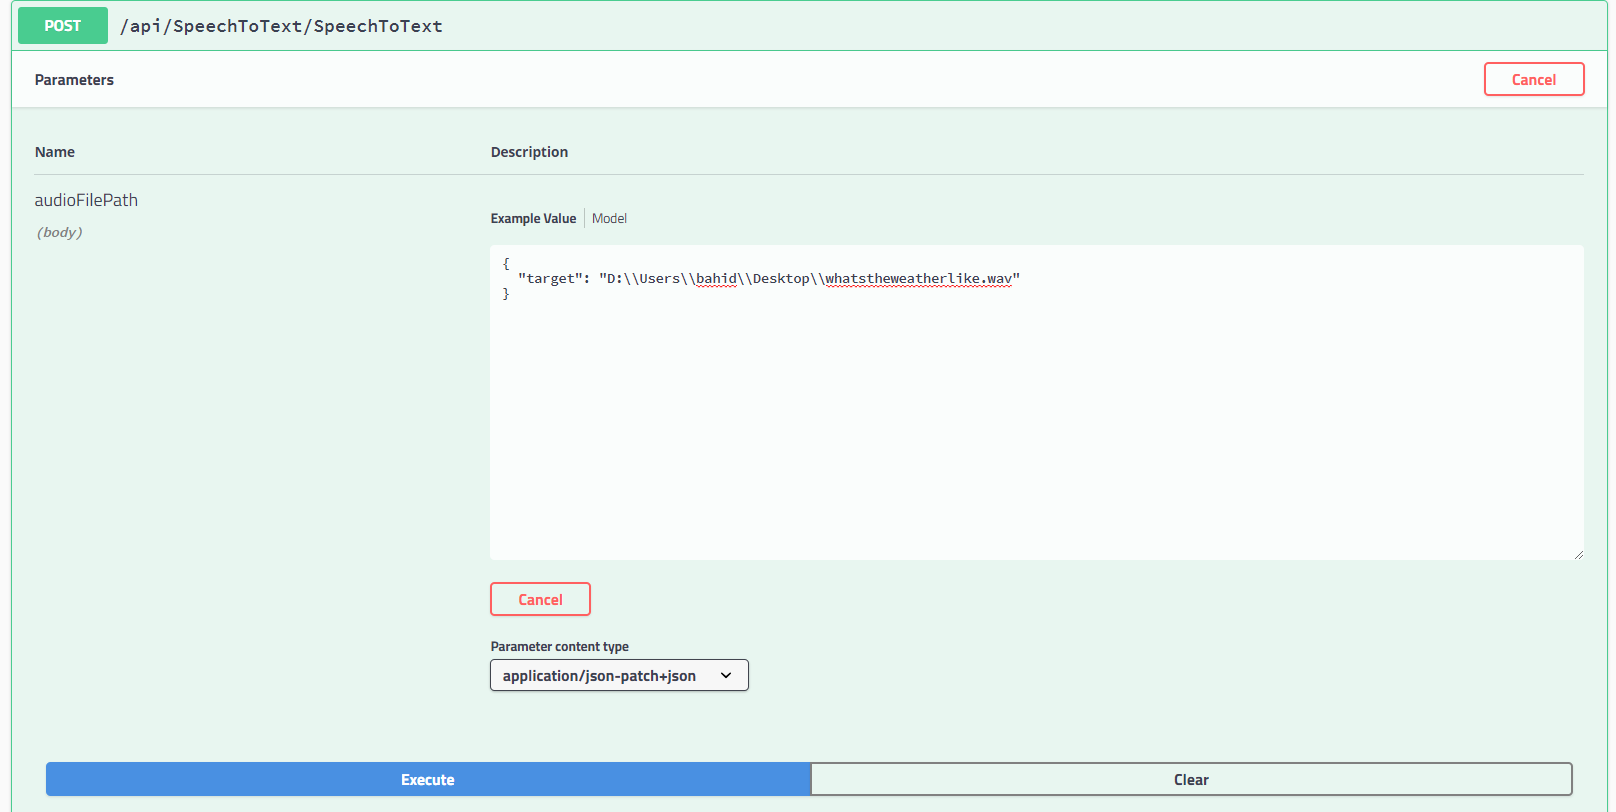 POST /api/SpeechToText/SpeechToText
Parameters
Cancel
Name
Description
audioFilePath
(body)
Example Value
Model
{
"target": "D:\\Users\\bahid\\Desktop\\whatstheweatherlike.wav"
}
Cancel
Parameter content type
application/json-patch+json
Execute
Clear